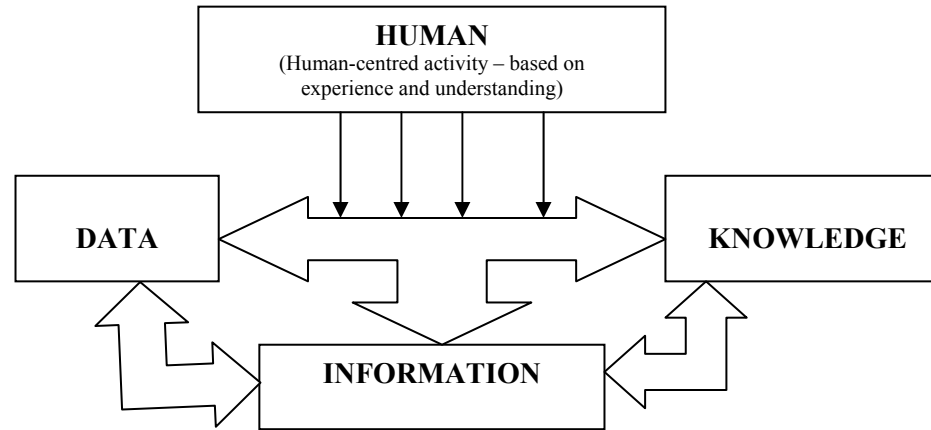 HUMAN
(Human-centred activity – based on
experience and understanding)
DATA
KNOWLEDGE
INFORMATION